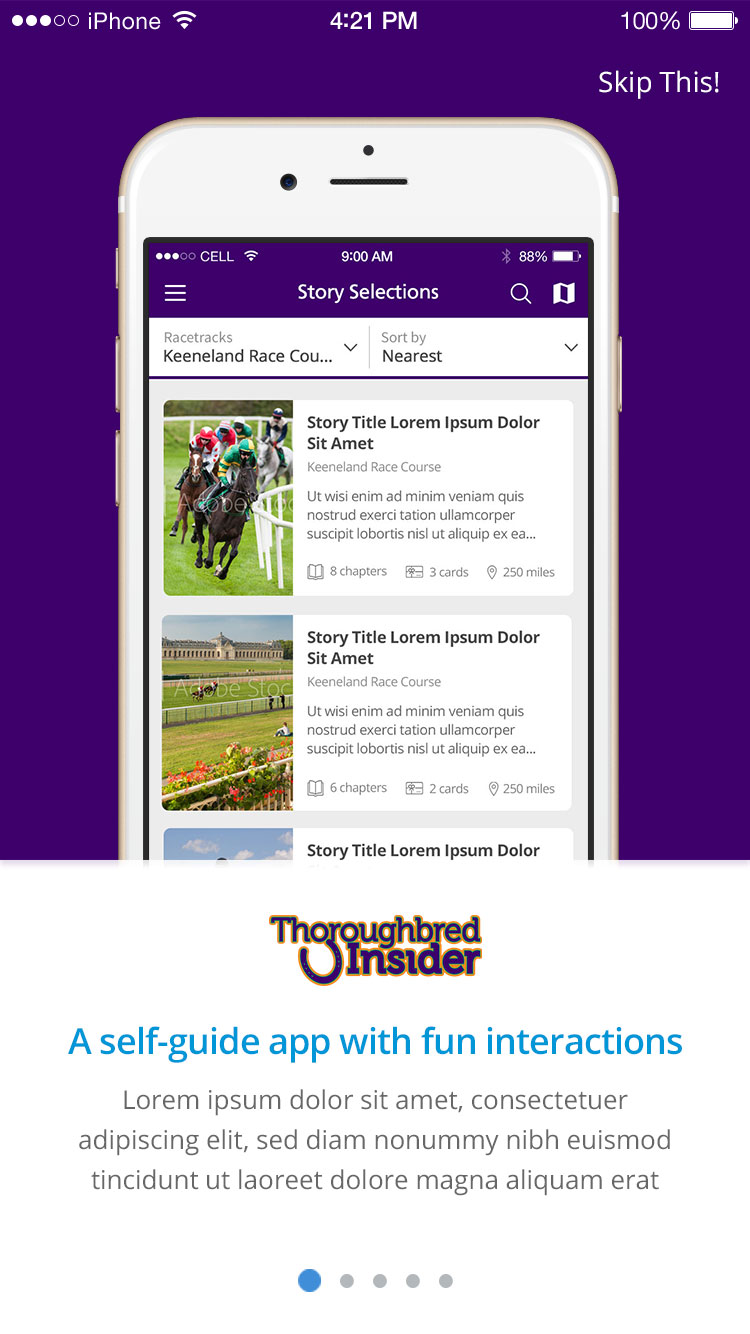 iPhone 4:21 PM 100%
Skip This!
CELL 9:00 AM 88%
Story Selections
Racetracks Sort by
Keeneland Race Cou... Nearest
Story Title Lorem Ipsum Dolor
Sit Amet
Keeneland Race Course
Ut wisi enim ad minim veniam quis
nostrud exerci tation ullamcorper
suscipit lobortis nisl ut aliquip ex ea...
8 chapters 3 cards 250 miles
Adobe Stoc
Story Title Lorem Ipsum Dolor
Sit Amet
Keeneland Race Course
Ut wisi enim ad minim veniam quis
nostrud exerci tation ullamcorper
suscipit lobortis nisl ut aliquip ex ea...
6 chapters 2 cards 250 miles
Adobe Stoc
Story Title Lorem Ipsum Dolor
Thoroughbred
Insider
A self-guide app with fun interactions
Lorem ipsum dolor sit amet, consectetuer
adipiscing elit, sed diam nonummy nibh euismod
tincidunt ut laoreet dolore magna aliquam erat